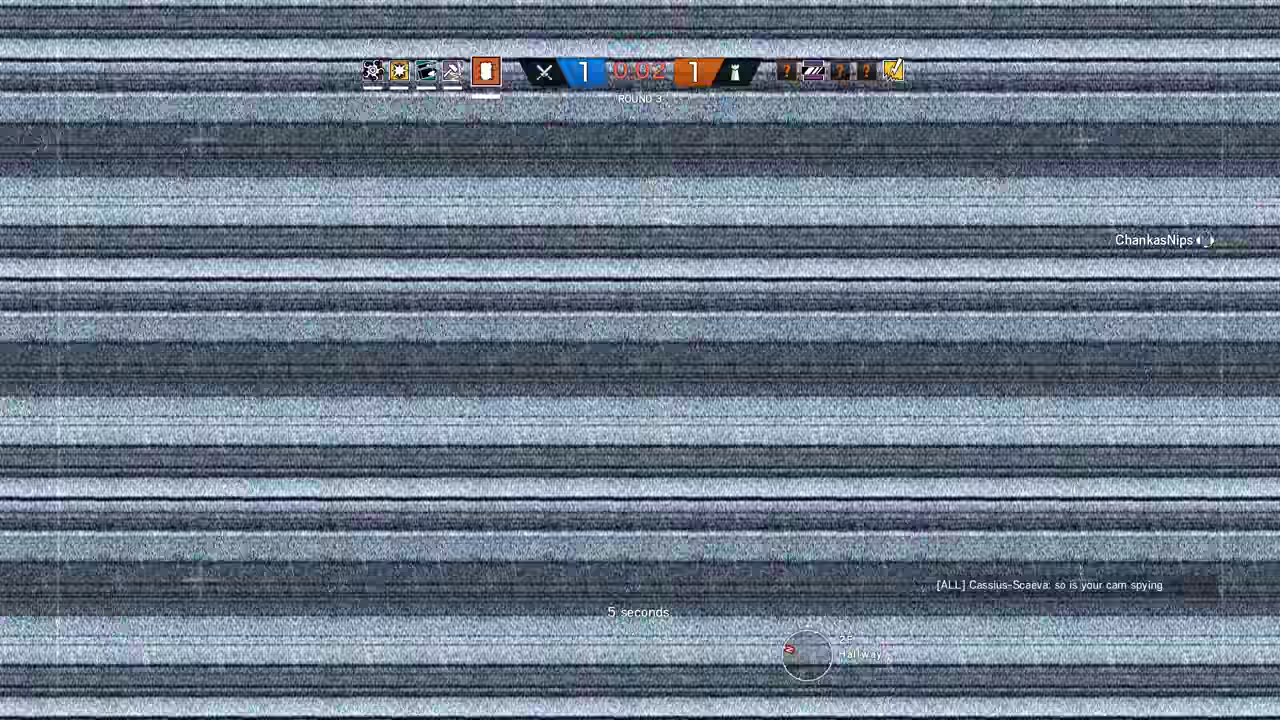 1 0:02 1
? ? ?
ROUND 3
ChankasNips
[ALL] Cassius-Scaeva: so is your cam spying
5 seconds
2F
Hallway